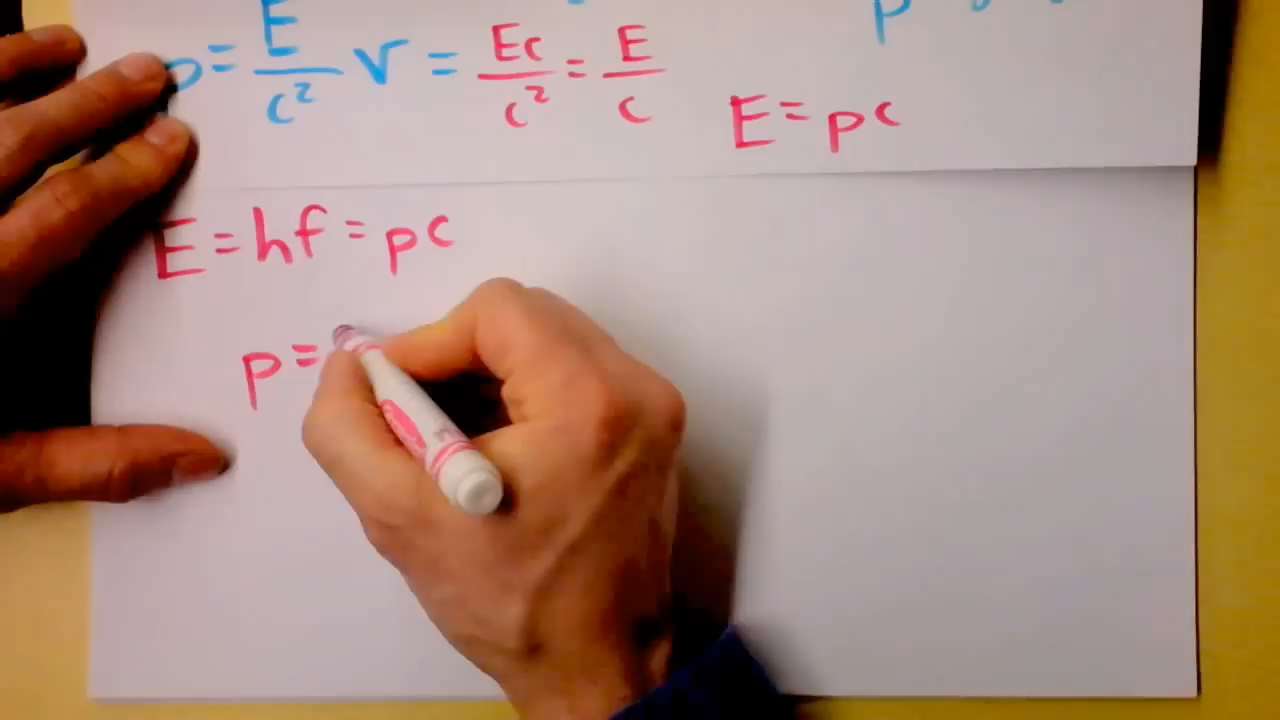 p = E/c² v = Ec/c² = E/c
E = pc
E = hf = pc
p =